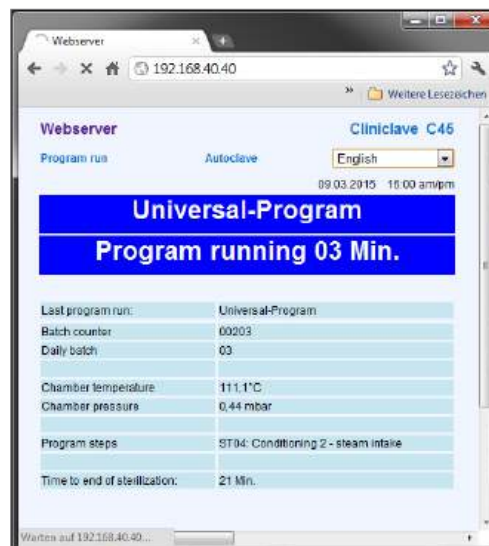 Webserver
192.168.40.40
» Weitere Lesezeichen
Webserver Cliniclave 45
Program run Autoclave English
09.03.2015 16:00 am/pm
Universal-Program
Program running 03 Min.
Last program run: Universal-Program
Batch counter 00203
Daily batch 03
Chamber temperature 111,1°C
Chamber pressure 0,44 mbar
Program steps ST04: Conditioning 2 - steam intake
Time to end of sterilization: 21 Min.
Warten auf 192.168.40.40...